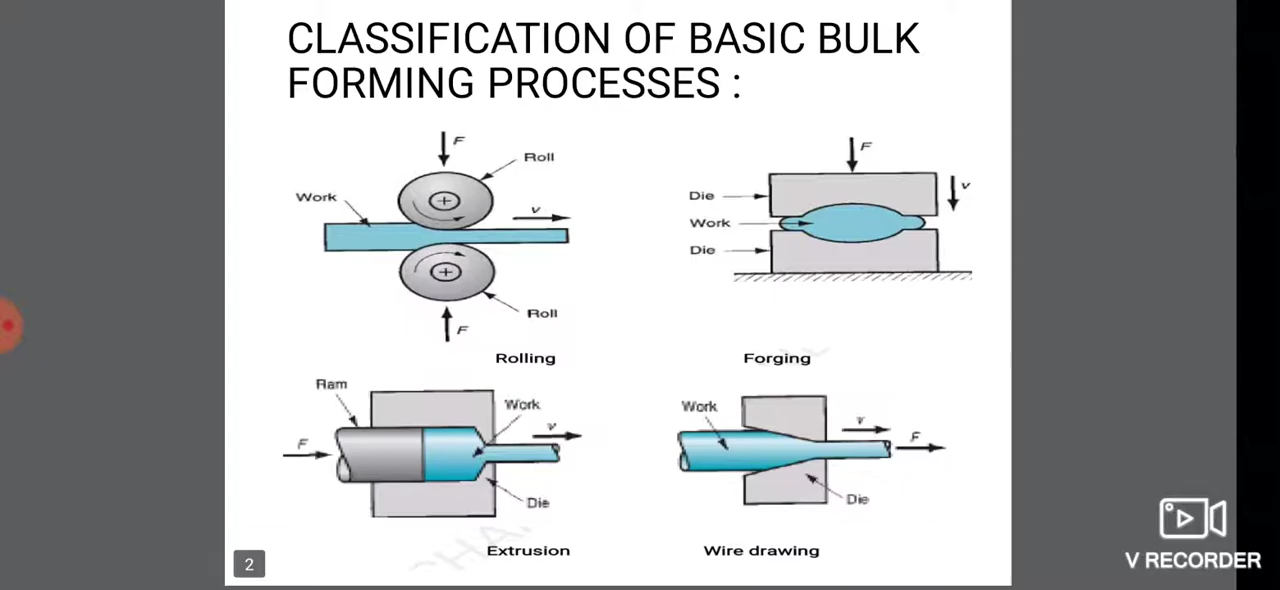 CLASSIFICATION OF BASIC BULK
FORMING PROCESSES :
F
Roll
Work
v
Roll
F
Rolling
F
v
Die
Work
Die
Forging
Ram
Work
v
F
Die
Extrusion
Work
v
F
Die
Wire drawing
2
V RECORDER